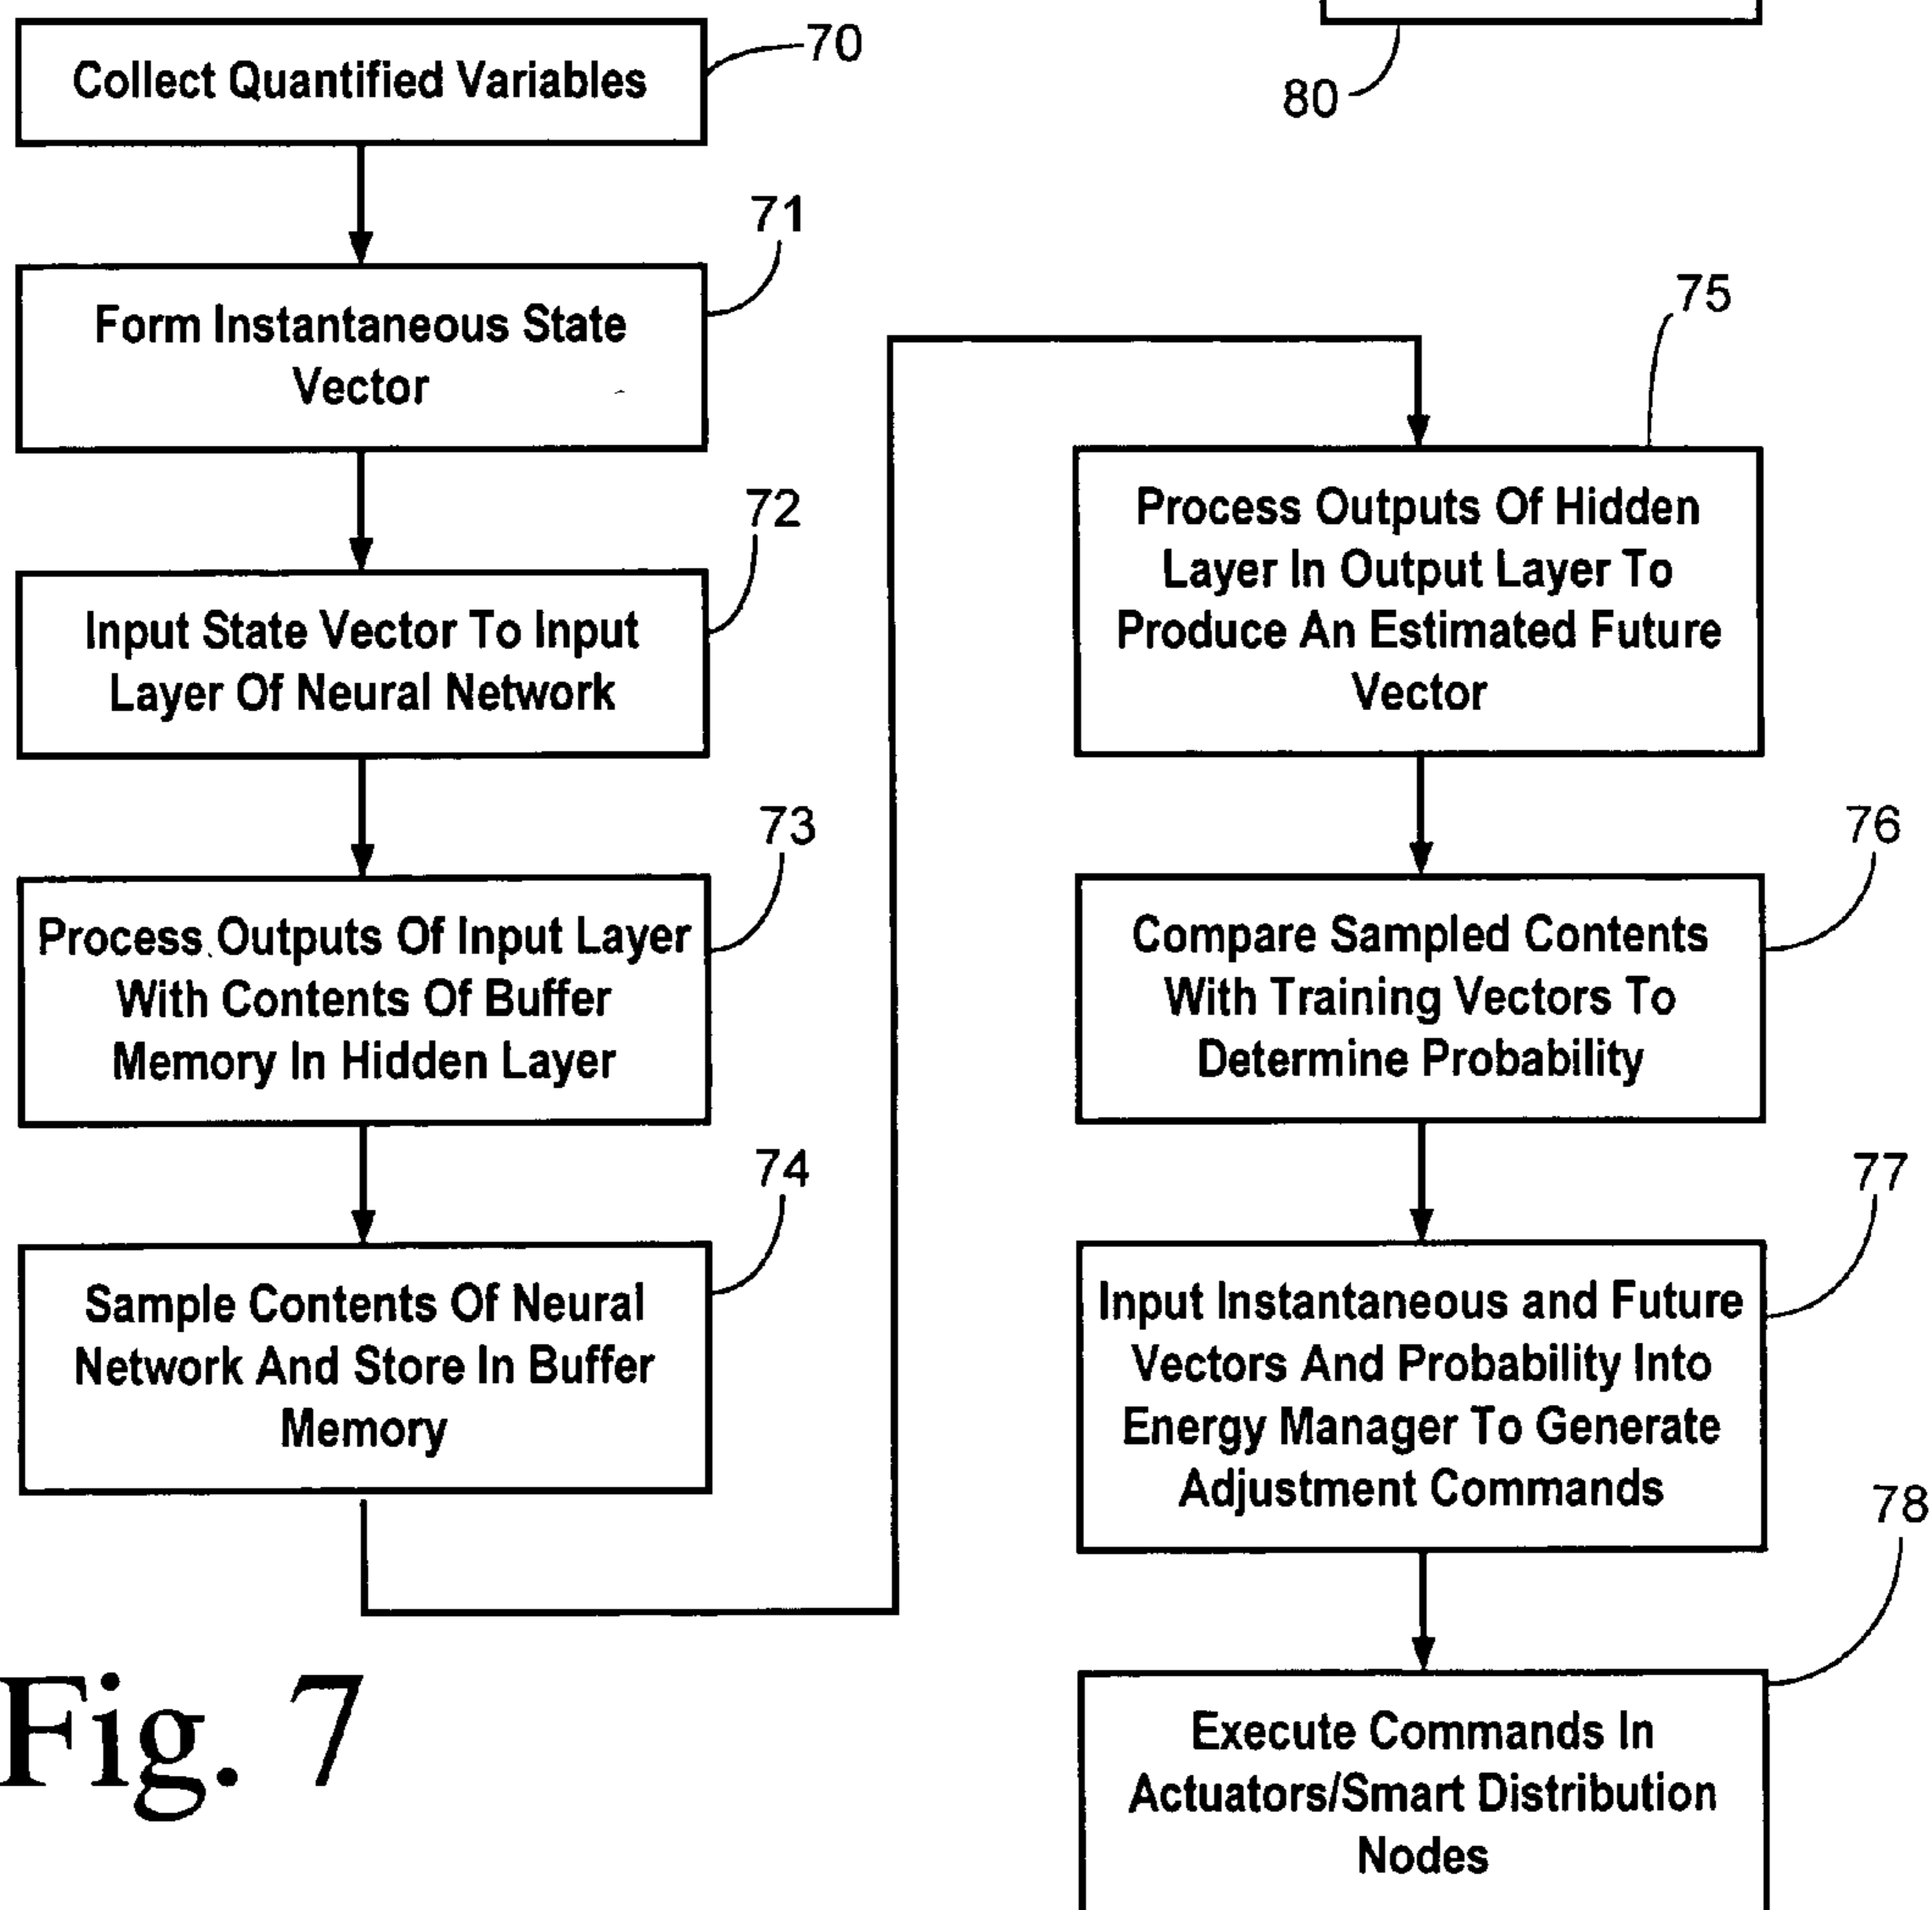 Collect Quantified Variables
70
80
Form Instantaneous State
Vector
71
Input State Vector To Input
Layer Of Neural Network
72
Process Outputs Of Input Layer
With Contents Of Buffer
Memory In Hidden Layer
73
Sample Contents Of Neural
Network And Store In Buffer
Memory
74
Process Outputs Of Hidden
Layer In Output Layer To
Produce An Estimated Future
Vector
75
Compare Sampled Contents
With Training Vectors To
Determine Probability
76
Input Instantaneous and Future
Vectors And Probability Into
Energy Manager To Generate
Adjustment Commands
77
Execute Commands In
Actuators/Smart Distribution
Nodes
78
Fig. 7